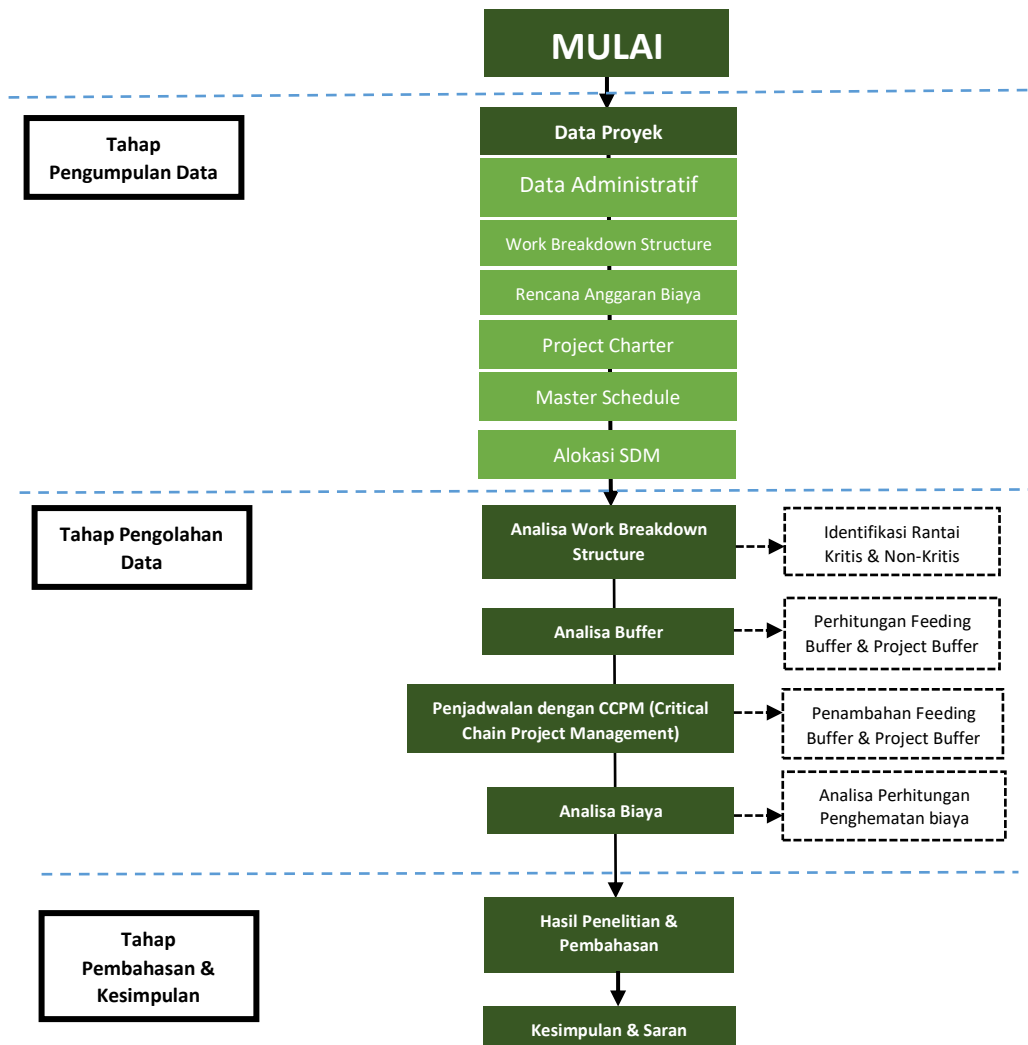 MULAI
Tahap
Pengumpulan Data
Data Proyek
Data Administratif
Work Breakdown Structure
Rencana Anggaran Biaya
Project Charter
Master Schedule
Alokasi SDM
Tahap Pengolahan
Data
Analisa Work Breakdown
Structure
Identifikasi Rantai
Kritis & Non-Kritis
Analisa Buffer
Perhitungan Feeding
Buffer & Project Buffer
Penjadwalan dengan CCPM (Critical
Chain Project Management)
Penambahan Feeding
Buffer & Project Buffer
Analisa Biaya
Analisa Perhitungan
Penghematan biaya
Tahap
Pembahasan &
Kesimpulan
Hasil Penelitian &
Pembahasan
Kesimpulan & Saran